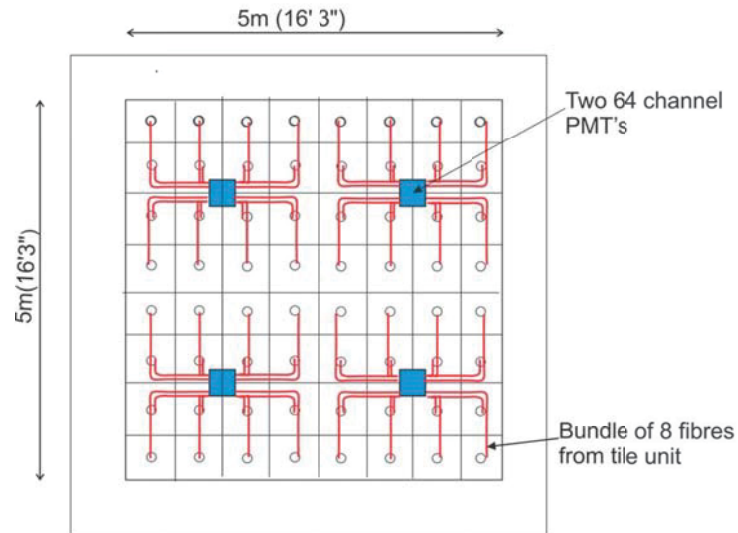 5m (16' 3")
Two 64 channel
PMT's
5m(16'3")
Bundle of 8 fibres
from tile unit